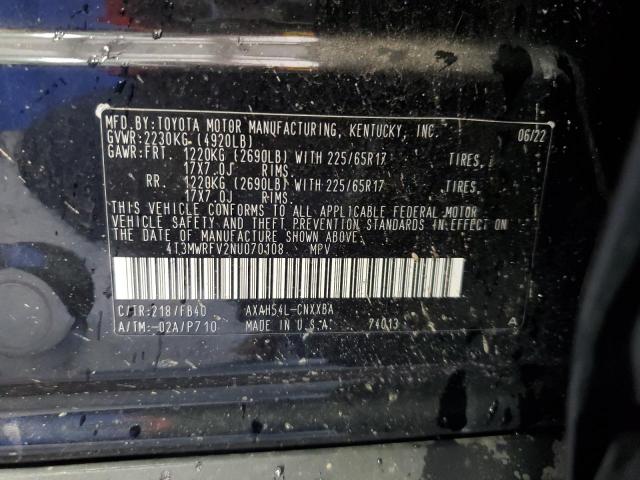 MFD.BY:TOYOTA MOTOR MANUFACTURING, KENTUCKY, INC. 06/22
GVWR:2230KG (4920LB)
GAWR:FRT. 1220KG (2690LB) WITH 225/65R17 TIRES,
17X7.0J RIMS.
RR. 1220KG (2690LB) WITH 225/65R17 TIRES,
17X7.0J RIMS.
THIS VEHICLE CONFORMS TO ALL APPLICABLE FEDERAL MOTOR
VEHICLE SAFETY AND THEFT PREVENTION STANDARDS IN EFFECT ON
THE DATE OF MANUFACTURE SHOWN ABOVE.
4T3MWRFV2NU070408 MPV
C/TR:218/FB40 AXAH54L-CNXXBA
A/TM:-02A/P710 MADE IN U.S.A. 74013 A